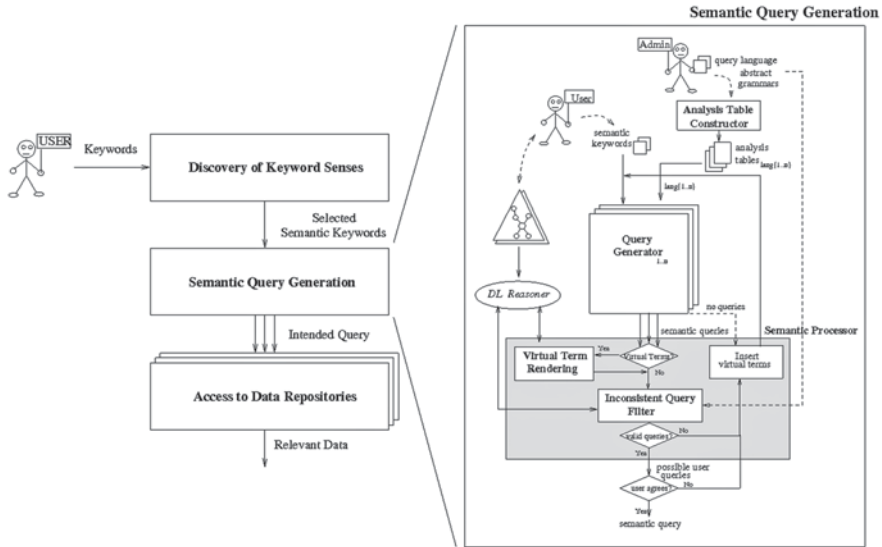 Semantic Query Generation
USER
Keywords
Discovery of Keyword Senses
Selected
Semantic Keywords
Semantic Query Generation
Intended Query
Access to Data Repositories
Relevant Data
Admin
query language
abstract
grammars
User
semantic
keywords
Analysis Table
Constructor
analysis
tables
lang{1..n}
lang{1..n}
Query
Generator
1..n
DL Reasoner
no queries
semantic queries
Semantic Processor
Virtual Term
Rendering
Yes
Virtual Terms?
No
Insert
virtual terms
Inconsistent Query
Filter
valid queries?
No
Yes
possible user
queries
user agrees?
No
Yes
semantic query